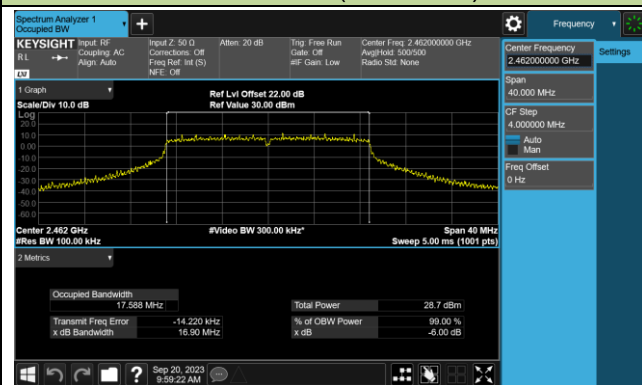 Spectrum Analyzer 1
Occupied BW
Frequency
KEYSIGHT
R L
Input: RF
Coupling: AC
Align: Auto
Input Z: 50 Ω
Corrections: Off
Freq Ref: Int (S)
NFE: Off
Atten: 20 dB
Trig: Free Run
Gate: Off
#IF Gain: Low
Center Freq: 2.462000000 GHz
Avg|Hold: 500/500
Radio Std: None
LXI
1 Graph
Scale/Div 10.0 dB
Ref Lvl Offset 22.00 dB
Ref Value 30.00 dBm
Log
20.0
10.0
0.00
-10.0
-20.0
-30.0
-40.0
-50.0
-60.0
Center 2.462 GHz
#Res BW 100.00 kHz
#Video BW 300.00 kHz*
Span 40 MHz
Sweep 5.00 ms (1001 pts)
2 Metrics
Occupied Bandwidth
17.588 MHz
Total Power 28.7 dBm
Transmit Freq Error -14.220 kHz
% of OBW Power 99.00 %
x dB Bandwidth 16.90 MHz
x dB -6.00 dB
Sep 20, 2023
9:59:22 AM
Center Frequency
2.462000000 GHz
Settings
Span
40.000 MHz
CF Step
4.000000 MHz
Auto
Man
Freq Offset
0 Hz